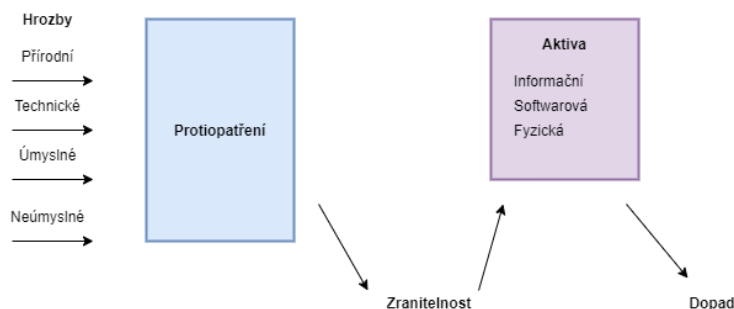 Hrozby
Přírodní
Technické
Úmyslné
Neúmyslné
Protiopatření
Aktiva
Informační
Softwarová
Fyzická
Zranitelnost
Dopad